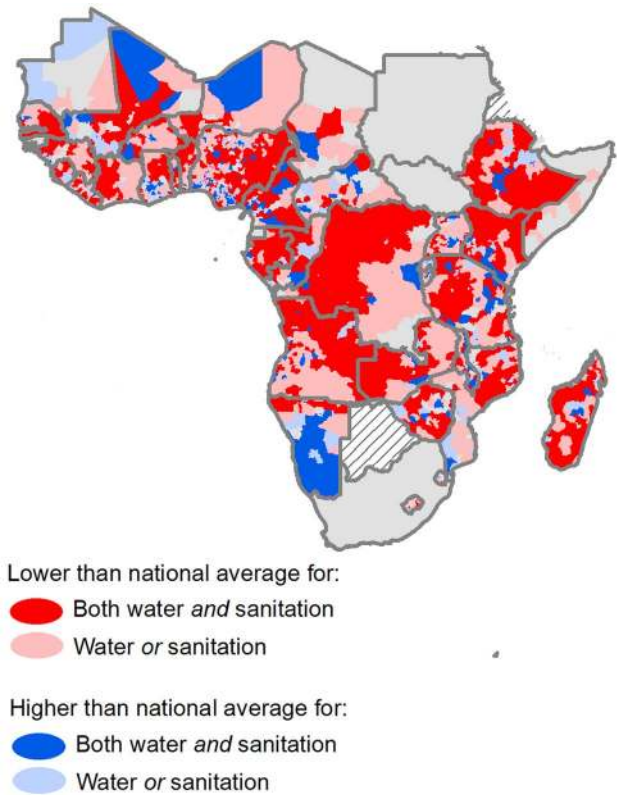 Lower than national average for:
Both water and sanitation
Water or sanitation
Higher than national average for:
Both water and sanitation
Water or sanitation